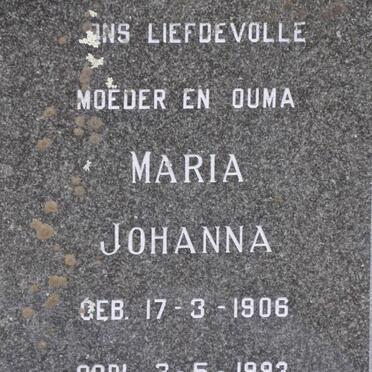 ONS LIEFDEVOLLE
MOEDER EN OUMA
MARIA
JOHANNA
GEB. 17-3-1906